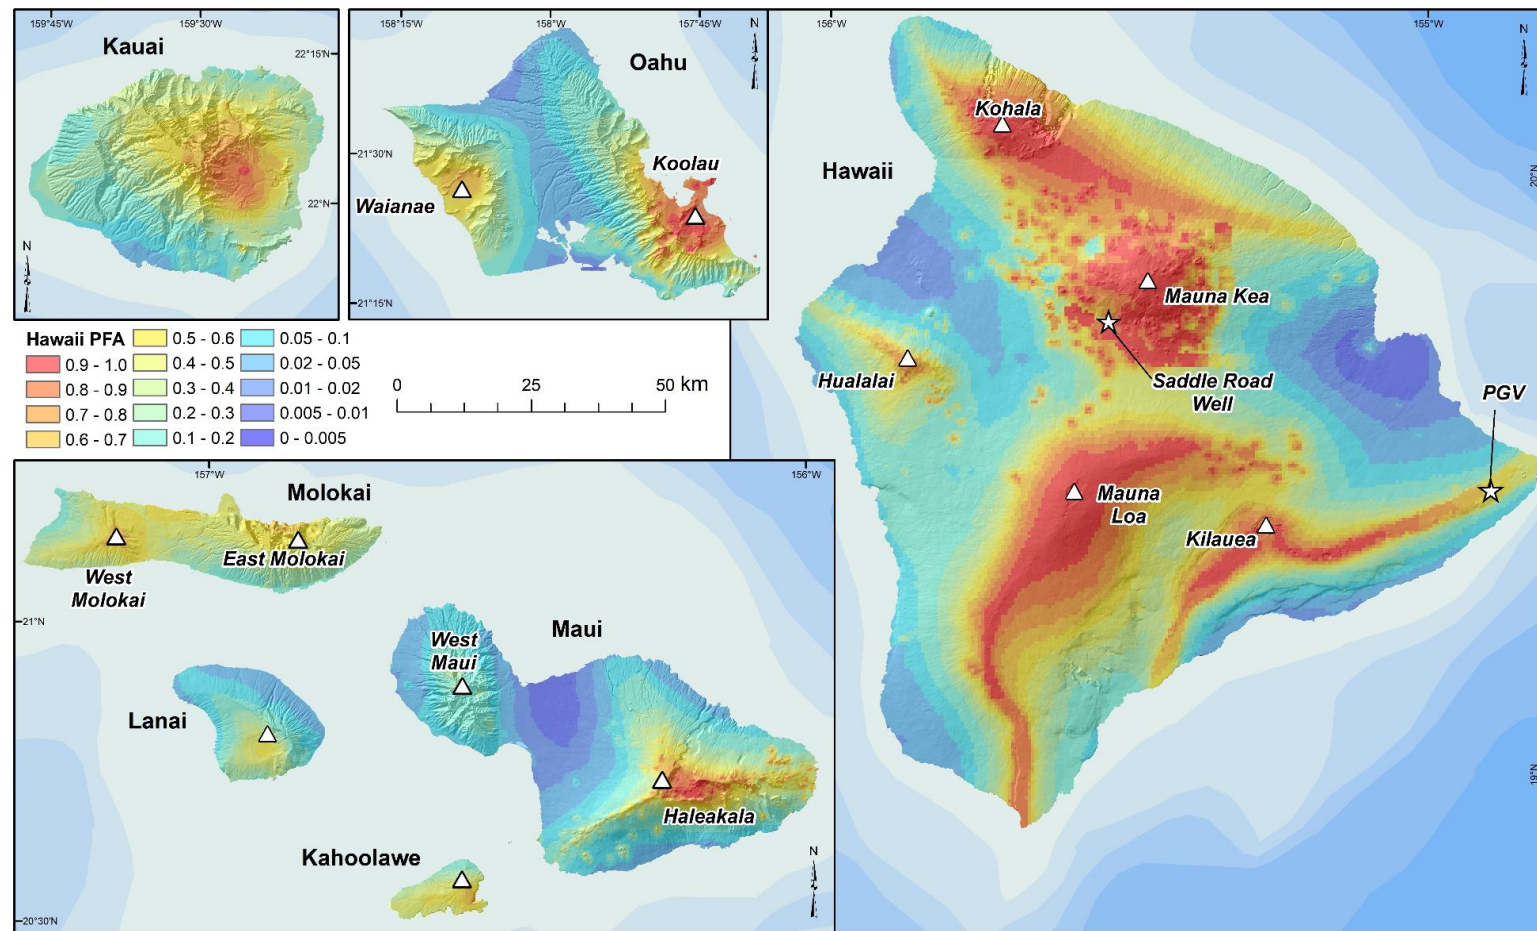 159°45'W
159°30'W
Kauai
22°15'N
22°N
N
158°15'W
158°W
157°45'W
N
Oahu
21°30'N
Koolau
Waianae
21°15'N
156°W
155°W
N
Kohala
Hawaii
20°N
Mauna Kea
Hualalai
Saddle Road
Well
PGV
Mauna
Loa
Kilauea
19°N
Hawaii PFA
0.9 - 1.0
0.8 - 0.9
0.7 - 0.8
0.6 - 0.7
0.5 - 0.6
0.4 - 0.5
0.3 - 0.4
0.2 - 0.3
0.1 - 0.2
0.05 - 0.1
0.02 - 0.05
0.01 - 0.02
0.005 - 0.01
0 - 0.005
0 25 50 km
157°W
156°W
Molokai
East Molokai
West
Molokai
21°N
West
Maui
Maui
Lanai
Haleakala
Kahoolawe
N
20°30'N